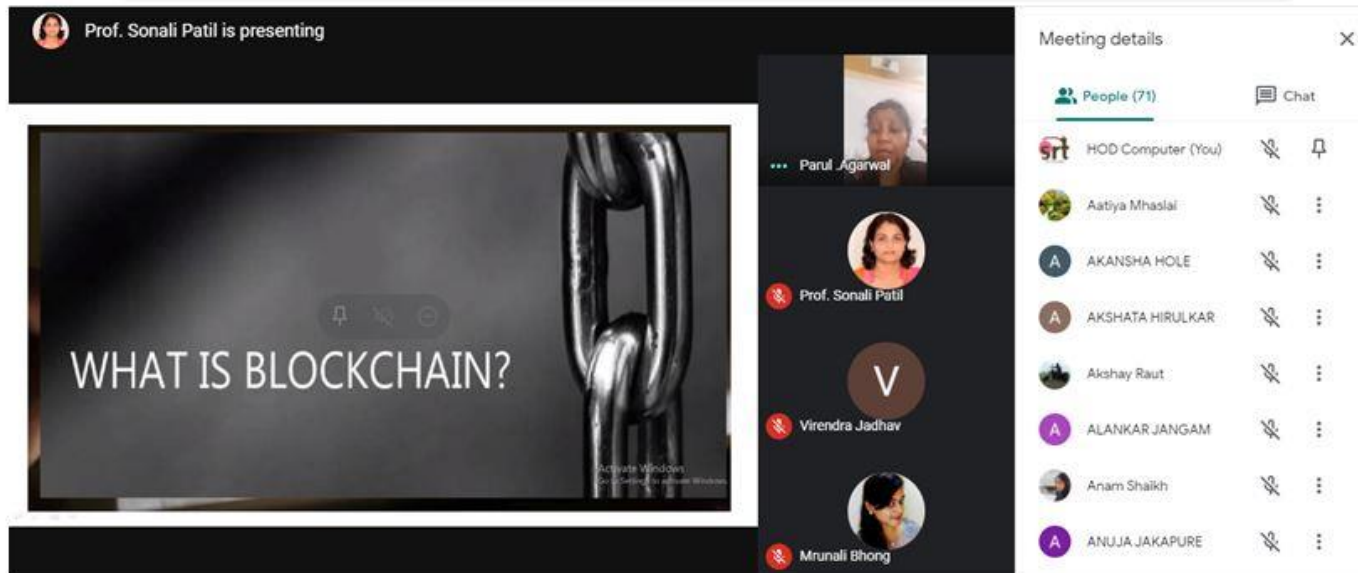 Prof. Sonali Patil is presenting
WHAT IS BLOCKCHAIN?
Activate Windows
Go to Settings to activate Windows.
Parul .Agarwal
Prof. Sonali Patil
V
Virendra Jadhav
Mrunali Bhong
Meeting details
People (71)
Chat
srt
HOD Computer (You)
Aatiya Mhaslai
A
AKANSHA HOLE
A
AKSHATA HIRULKAR
Akshay Raut
A
ALANKAR JANGAM
Anam Shaikh
A
ANUJA JAKAPURE